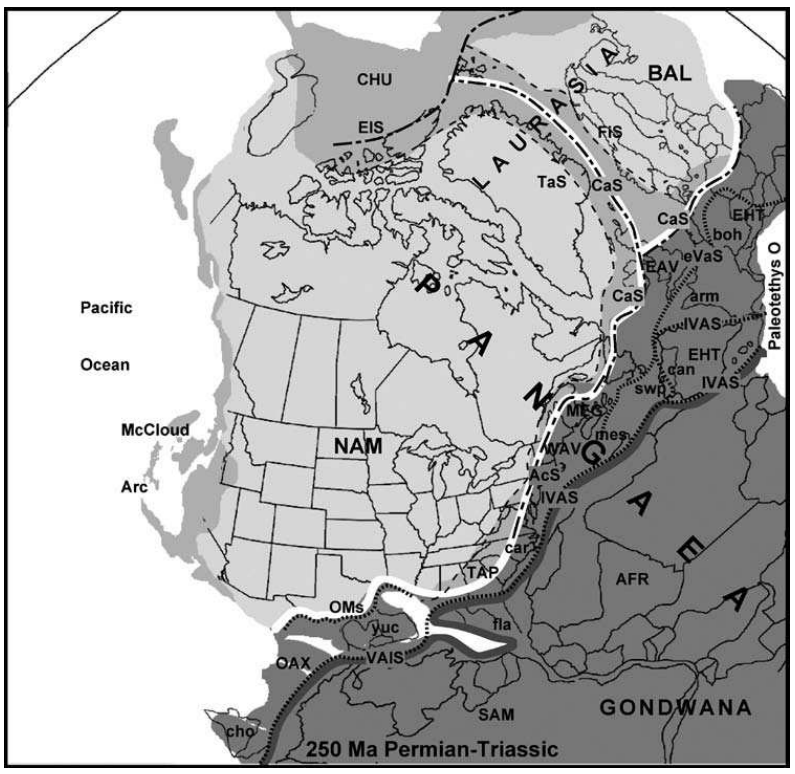 CHU
BAL
EIS
LAURASIA
FIS
TaS
CaS
CaS
EHT
boh
eVaS
EAV
CaS
arm
IVAS
EHT
can
IVAS
swp
Paleotethys O
Pacific
Ocean
McCloud
Arc
NAM
PANGAEA
MEG
mes
WAV
AcS
IVAS
car
TAP
AFR
OMs
yuc
fla
VAIS
OAX
SAM
GONDWANA
cho
250 Ma Permian-Triassic